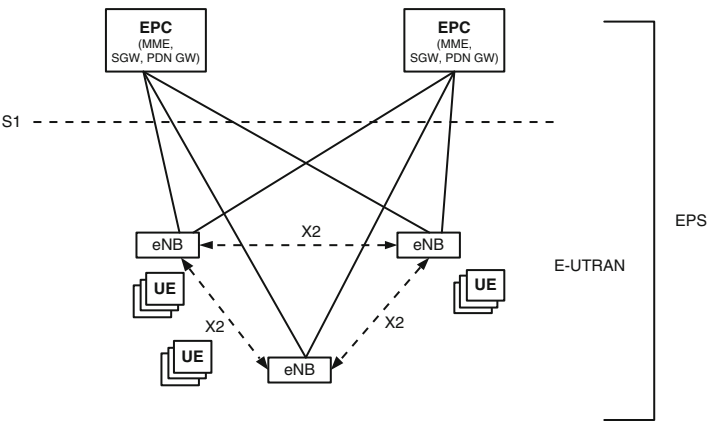 EPC
(MME,
SGW, PDN GW)
EPC
(MME,
SGW, PDN GW)
S1
X2
EPS
eNB
eNB
E-UTRAN
UE
UE
X2
X2
UE
eNB